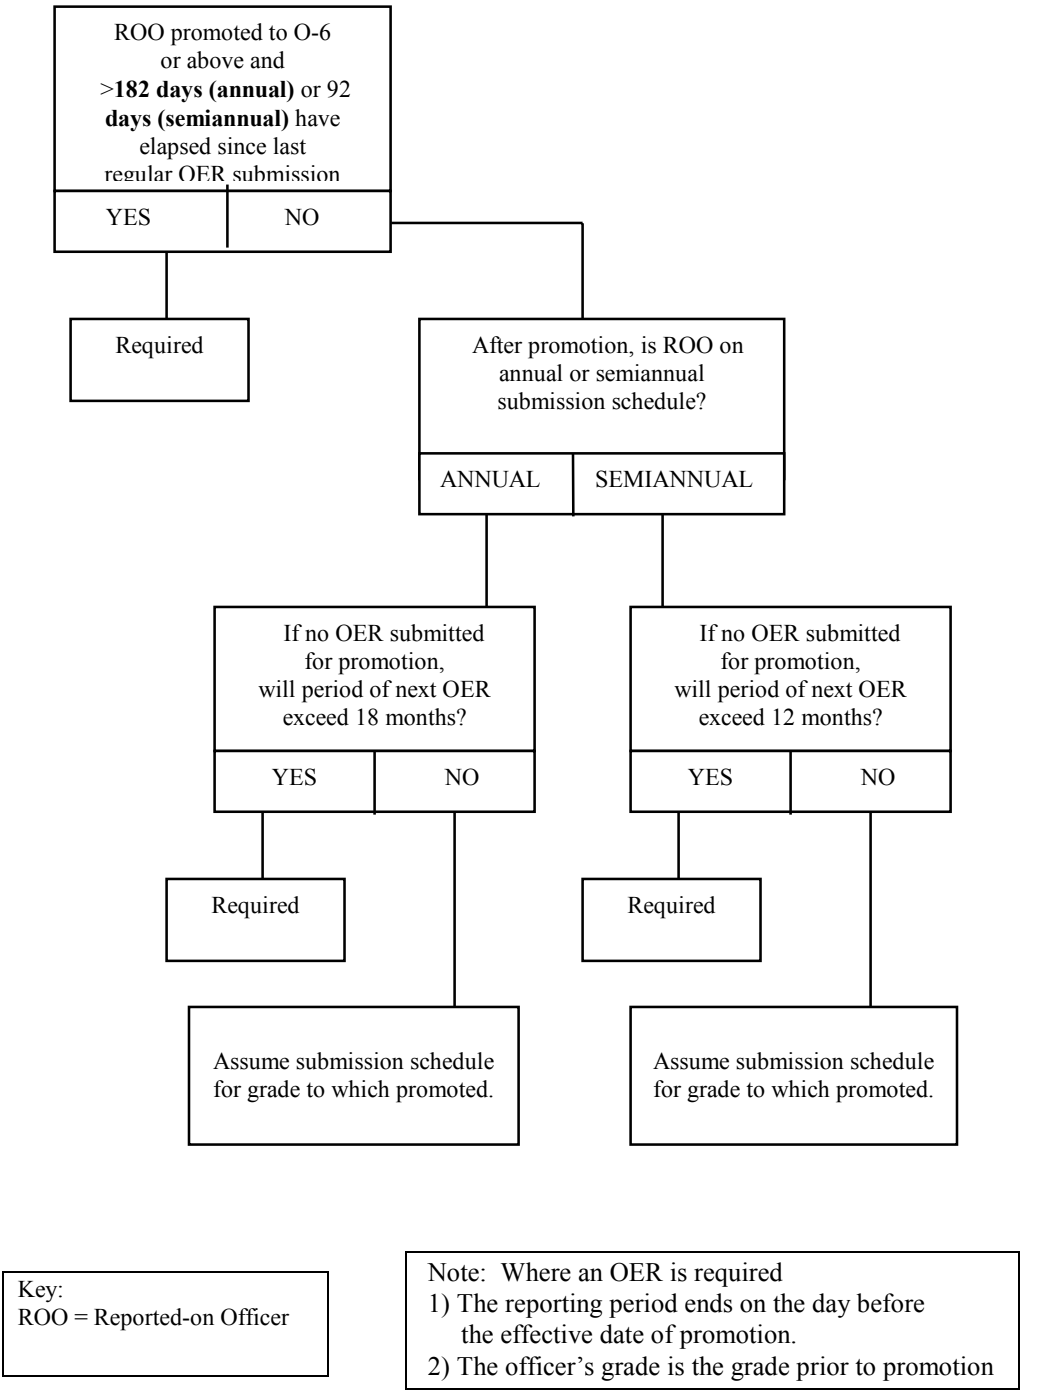 ROO promoted to O-6
or above and
>182 days (annual) or 92
days (semiannual) have
elapsed since last
regular OER submission
YES NO
Required
After promotion, is ROO on
annual or semiannual
submission schedule?
ANNUAL SEMIANNUAL
If no OER submitted
for promotion,
will period of next OER
exceed 18 months?
YES NO
If no OER submitted
for promotion,
will period of next OER
exceed 12 months?
YES NO
Required
Required
Assume submission schedule
for grade to which promoted.
Assume submission schedule
for grade to which promoted.
Key:
ROO = Reported-on Officer
Note: Where an OER is required
1) The reporting period ends on the day before
the effective date of promotion.
2) The officer’s grade is the grade prior to promotion